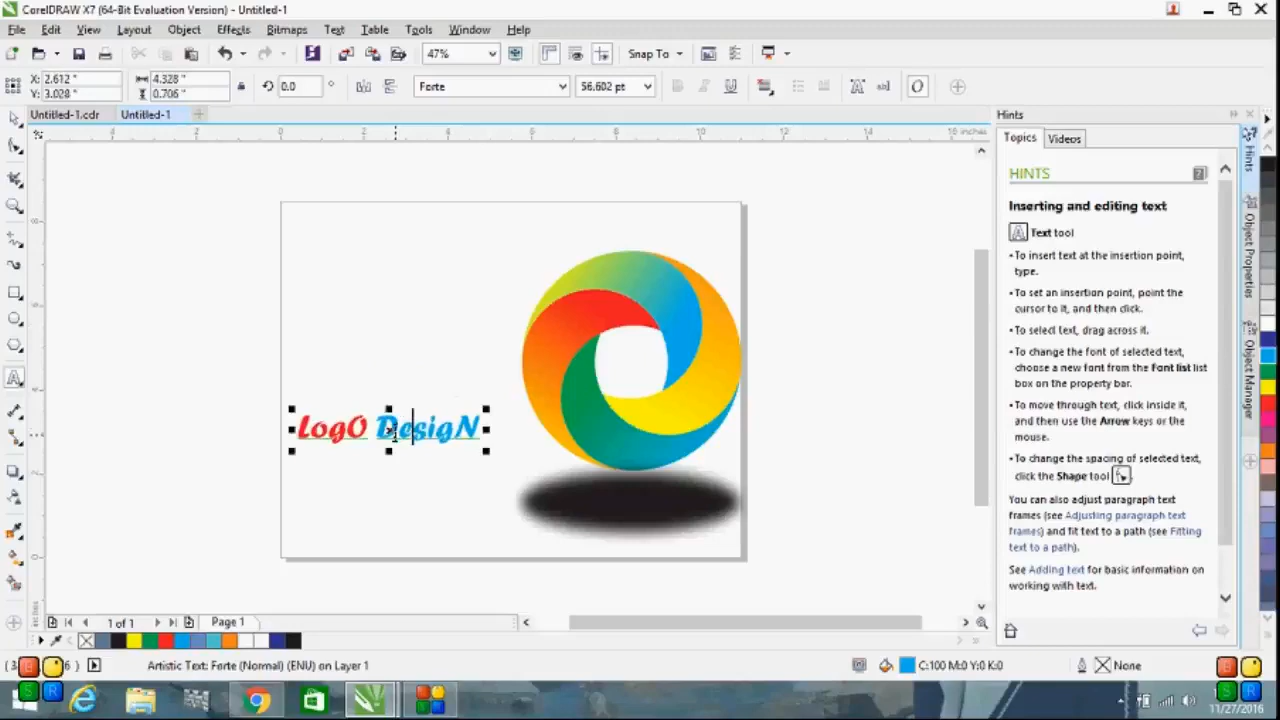 CorelDRAW X7 (64-Bit Evaluation Version) - Untitled-1
File Edit View Layout Object Effects Bitmaps Text Table Tools Window Help
47% Snap To
X: 2.612 " 4.328 " 0.0 Forte 56.602 pt
Y: 3.028 " 0.706 "
Untitled-1.cdr Untitled-1
Hints
16 inches
Topics Videos
HINTS
Inserting and editing text
Text tool
• To insert text at the insertion point, type.
• To set an insertion point, point the cursor to it, and then click.
• To select text, drag across it.
• To change the font of selected text, choose a new font from the Font list list box on the property bar.
• To move through text, click inside it, and then use the Arrow keys or the mouse.
• To change the spacing of selected text, click the Shape tool
You can also adjust paragraph text frames (see Adjusting paragraph text frames) and fit text to a path (see Fitting text to a path).
See Adding text for basic information on working with text.
Hints
Object Properties
Object Manager
LogO DesigN
1 of 1 Page 1
Artistic Text: Forte (Normal) (ENU) on Layer 1
C:100 M:0 Y:0 K:0 None
11/27/2016